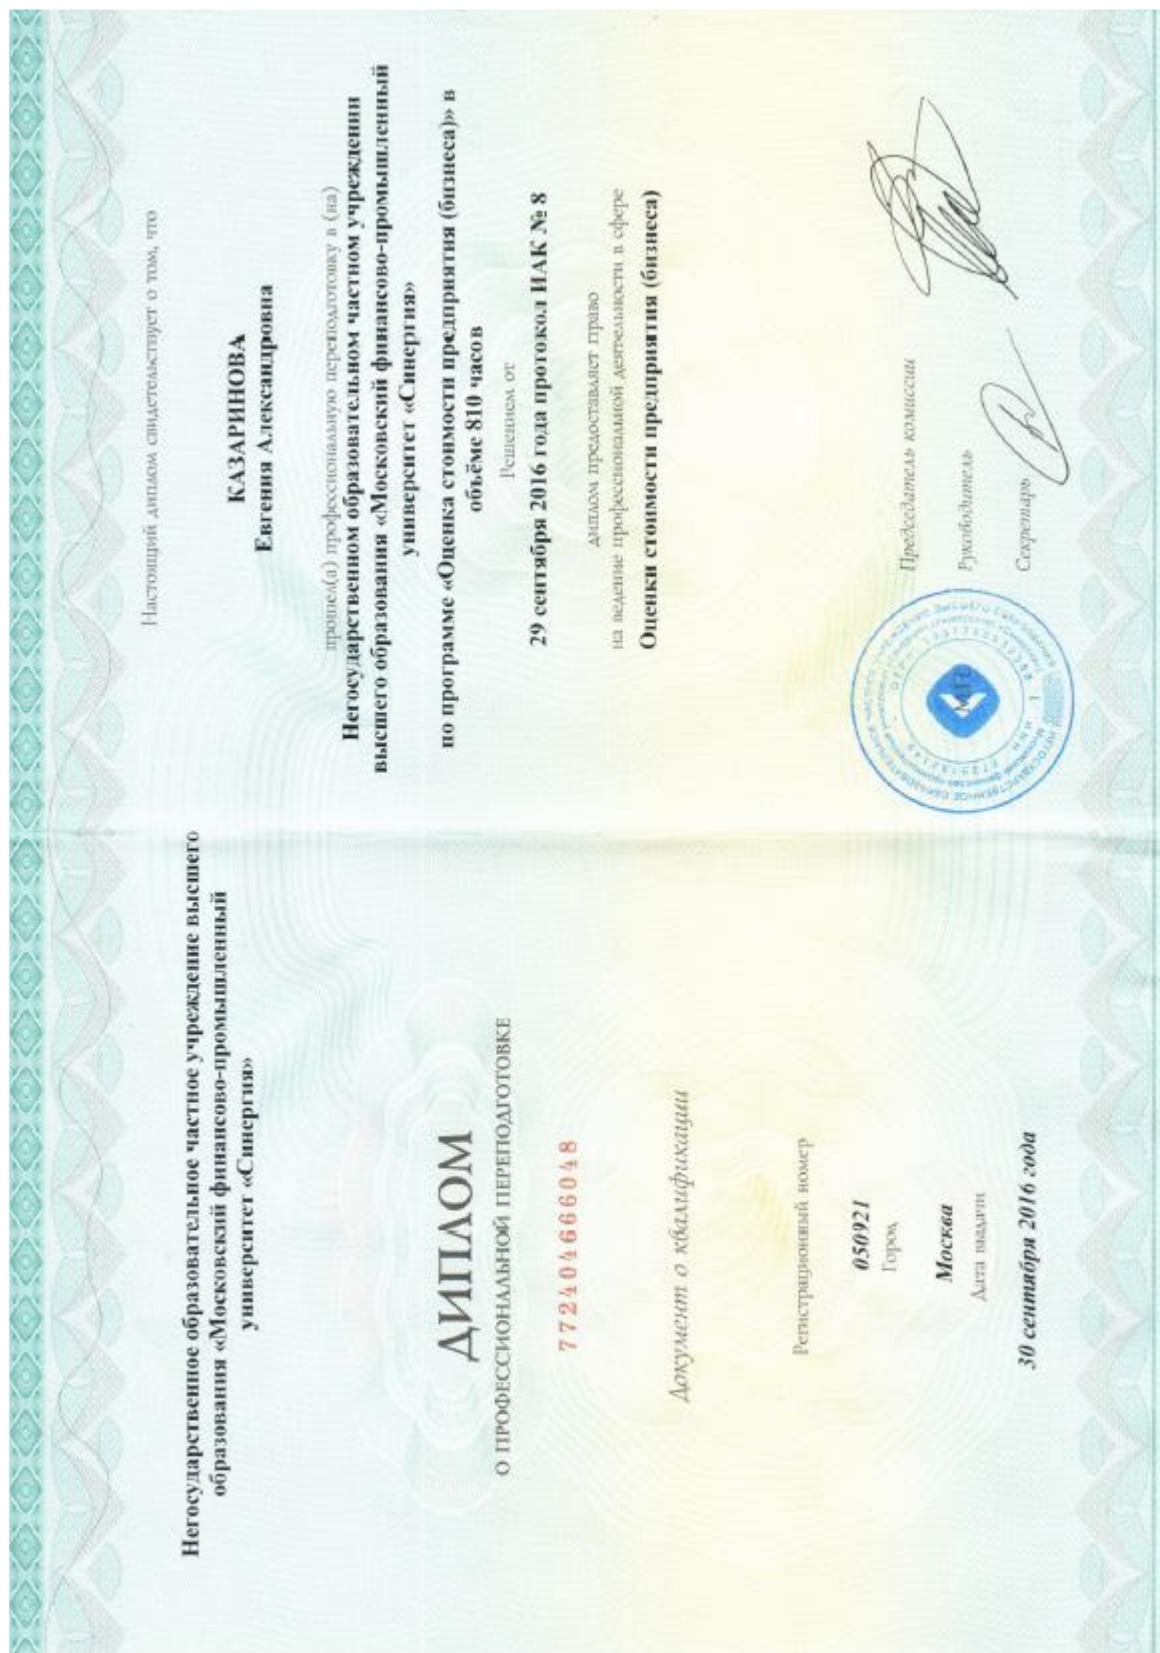 Негосударственное образовательное частное учреждение высшего
образования «Московский финансово-промышленный
университет «Синергия»
ДИПЛОМ
О ПРОФЕССИОНАЛЬНОЙ ПЕРЕПОДГОТОВКЕ
772404666048
Документ о квалификации
Регистрационный номер
050921
Город
Москва
Дата выдачи
30 сентября 2016 года
Настоящий диплом свидетельствует о том, что
КАЗАРИНОВА
Евгения Александровна
прошел(а) профессиональную переподготовку в (на)
Негосударственном образовательном частном учреждении
высшего образования «Московский финансово-промышленный
университет «Синергия»
по программе «Оценка стоимости предприятия (бизнеса)» в
объёме 810 часов
Решением от
29 сентября 2016 года протокол ИАК № 8
диплом предоставляет право
на ведение профессиональной деятельности в сфере
Оценки стоимости предприятия (бизнеса)
Председатель комиссии
Руководитель
Секретарь
М.П.